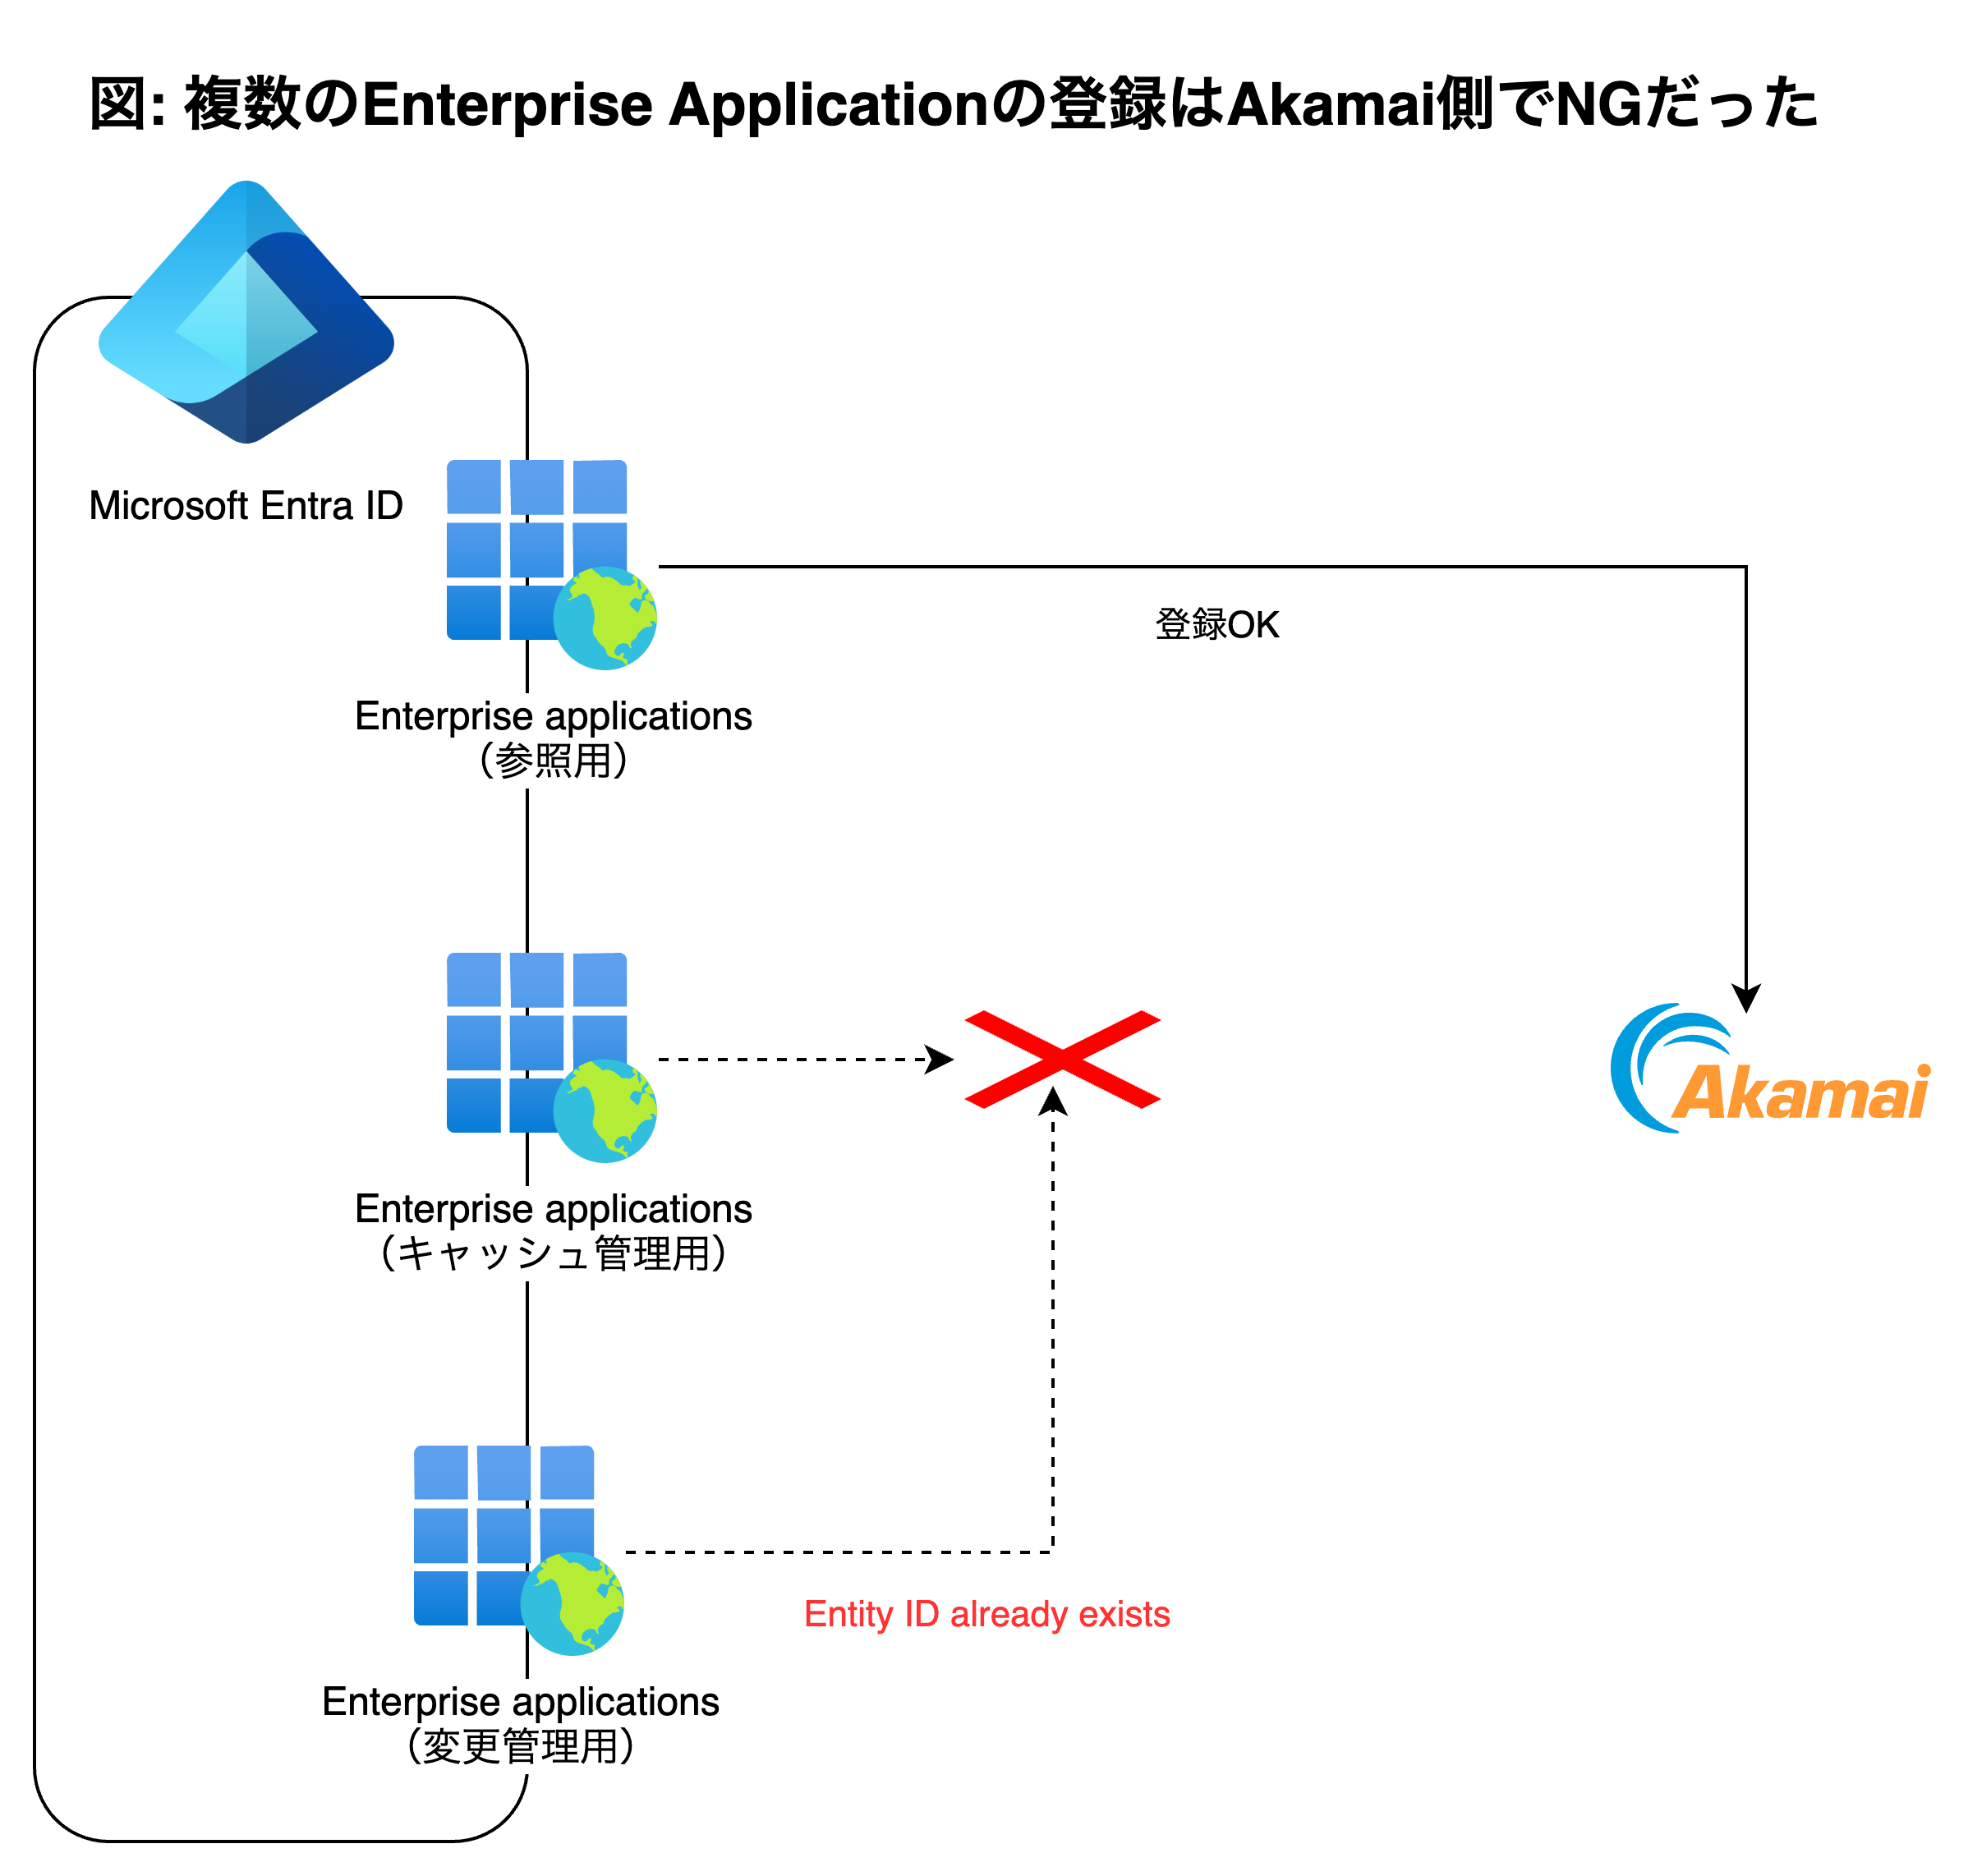 図: 複数のEnterprise Applicationの登録はAkamai側でNGだった
Microsoft Entra ID
登録OK
Enterprise applications
（参照用）
Akamai
Enterprise applications
（キャッシュ管理用）
Entity ID already exists
Enterprise applications
（変更管理用）